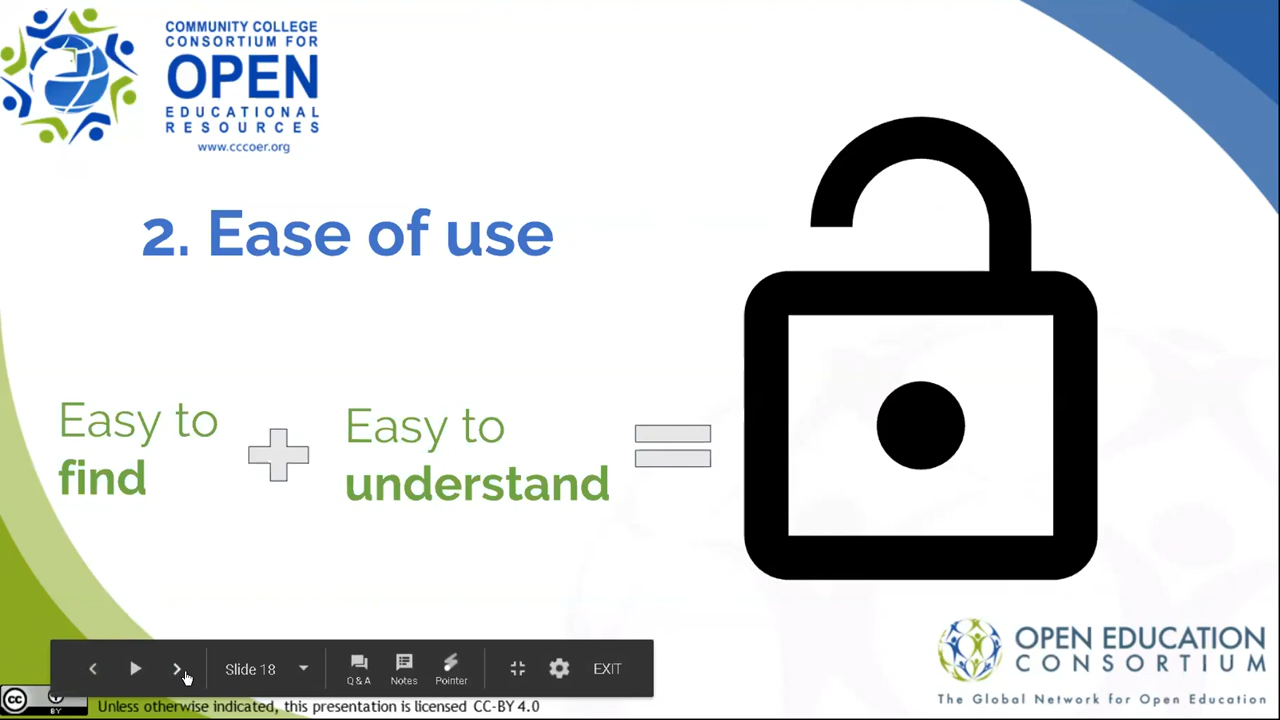 COMMUNITY COLLEGE
CONSORTIUM FOR
OPEN
EDUCATIONAL
RESOURCES
www.cccoer.org
2. Ease of use
Easy to
find
Easy to
understand
Slide 18
Q & A
Notes
Pointer
EXIT
cc
BY
Unless otherwise indicated, this presentation is licensed CC-BY 4.0
OPEN EDUCATION
CONSORTIUM
The Global Network for Open Education